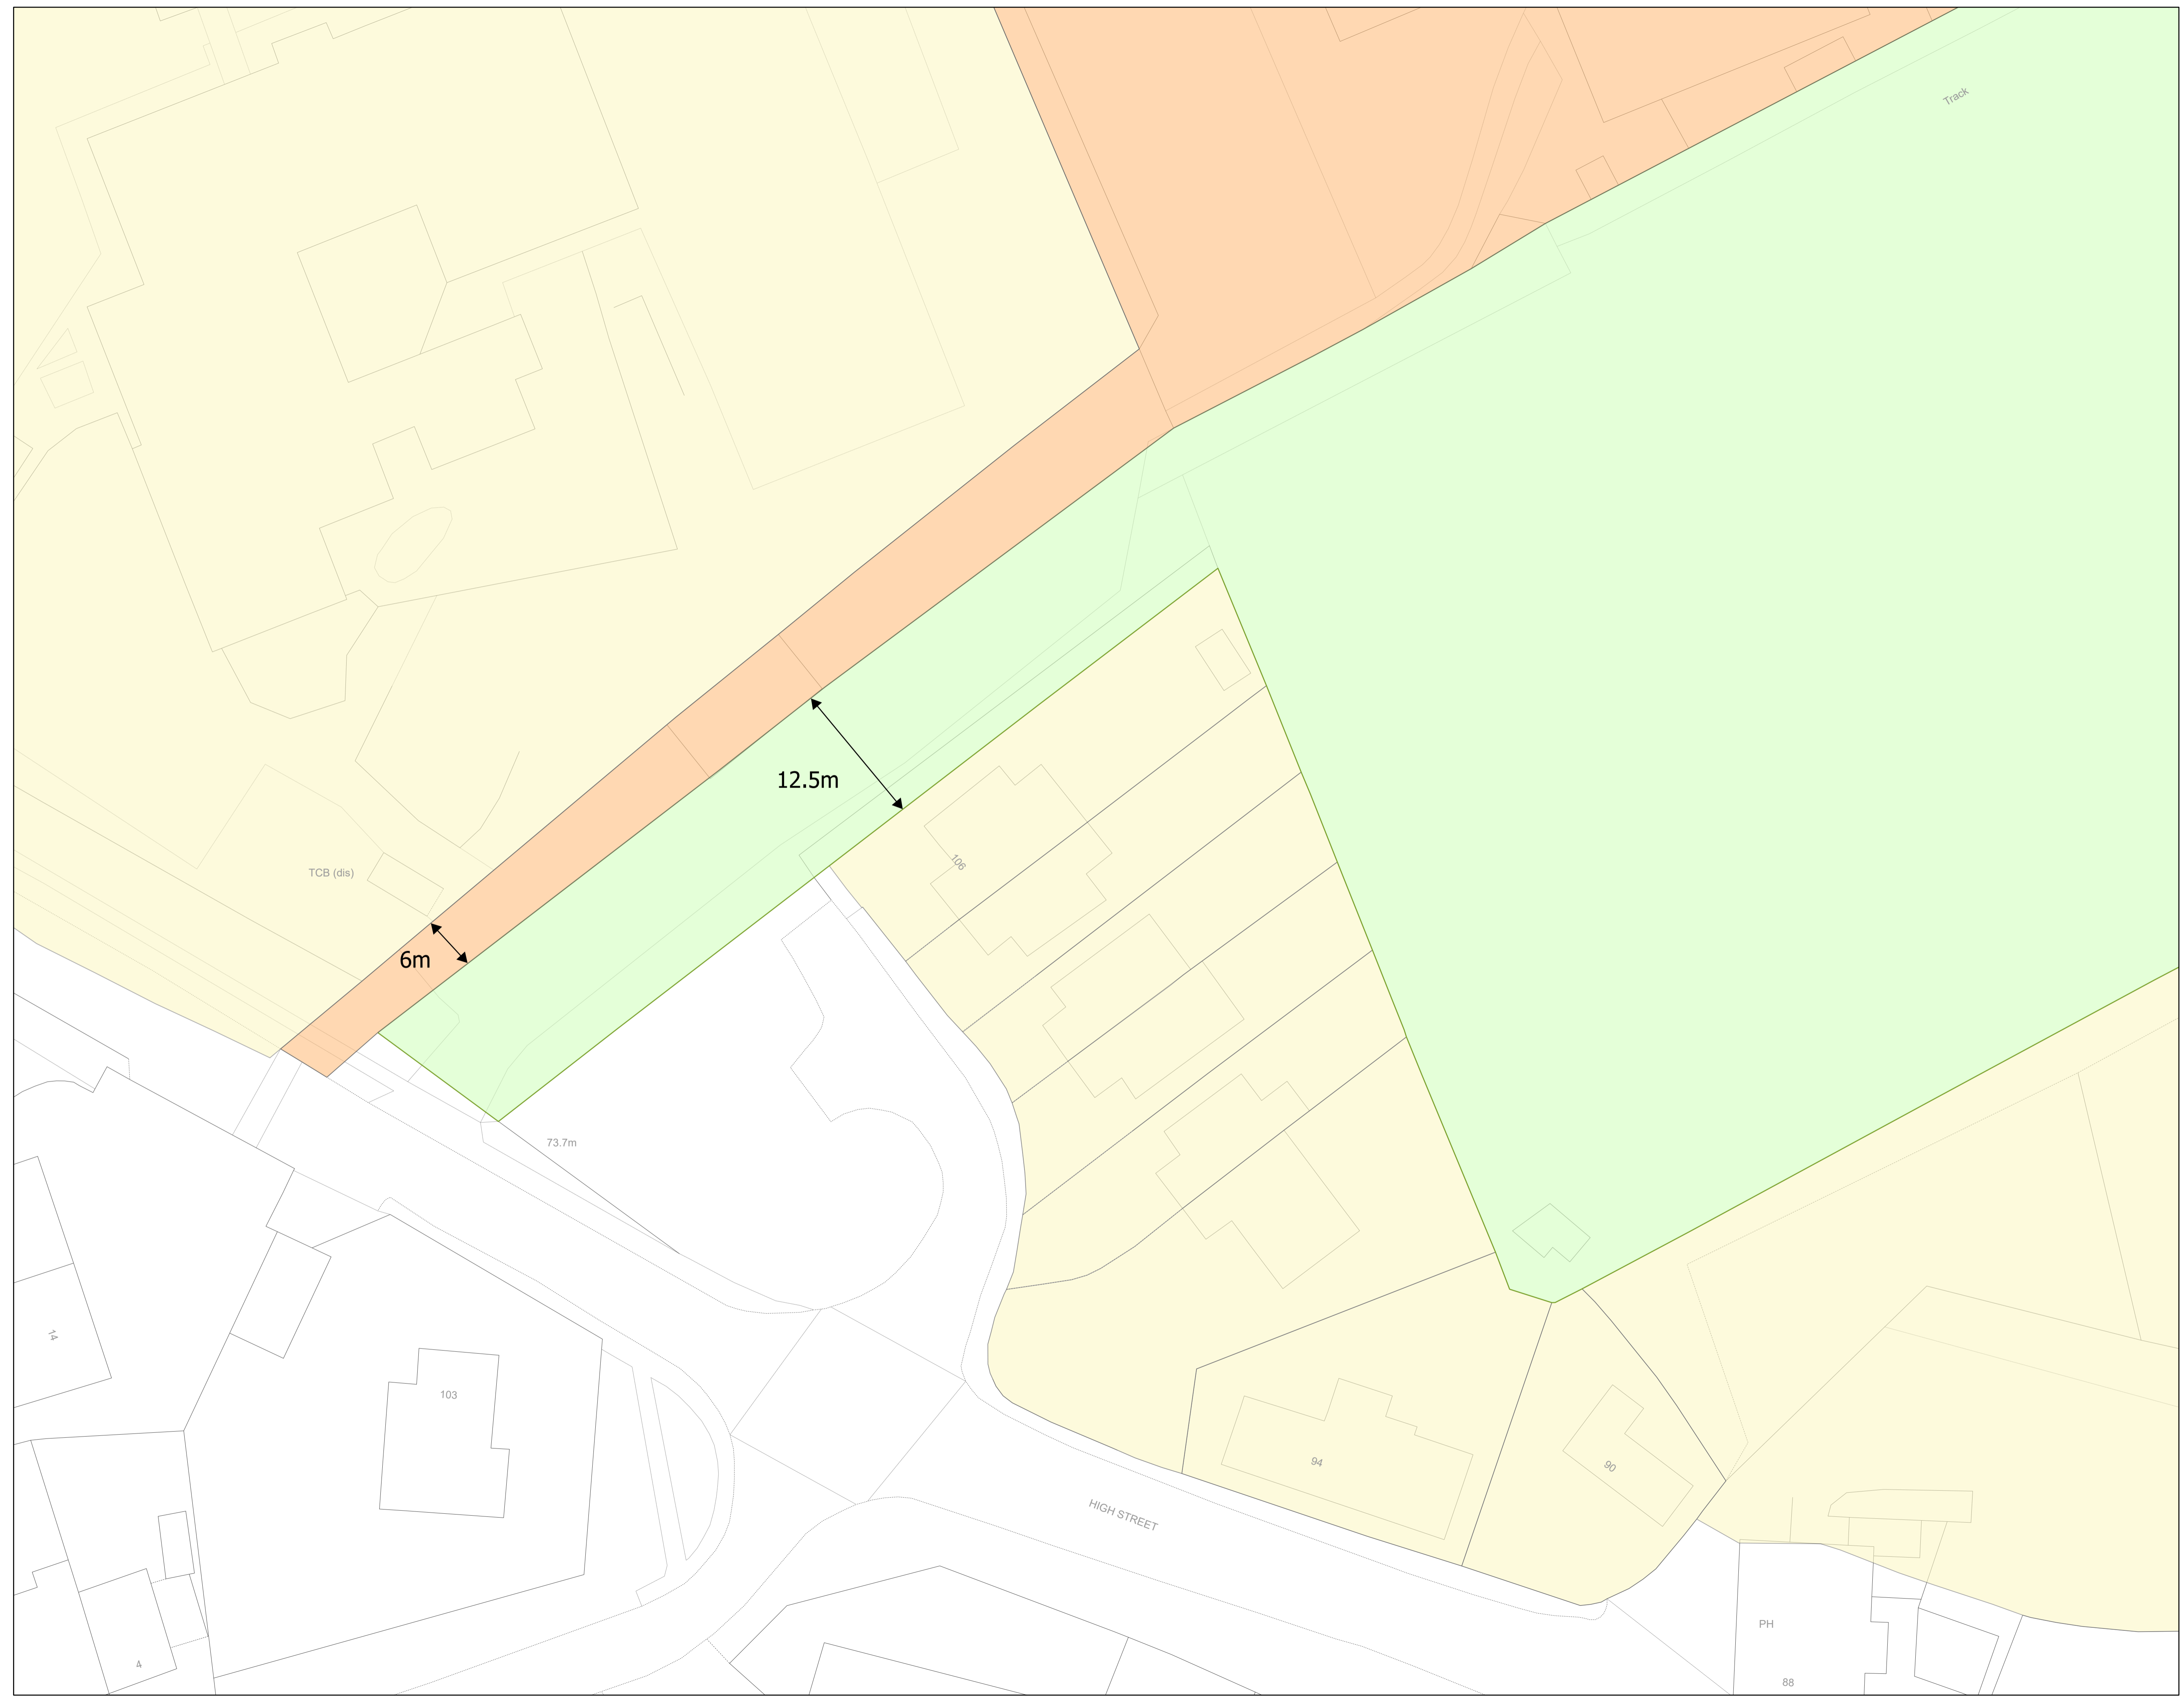 Track
12.5m
106
TCB (dis)
6m
73.7m
14
103
94
90
HIGH STREET
PH
4
88